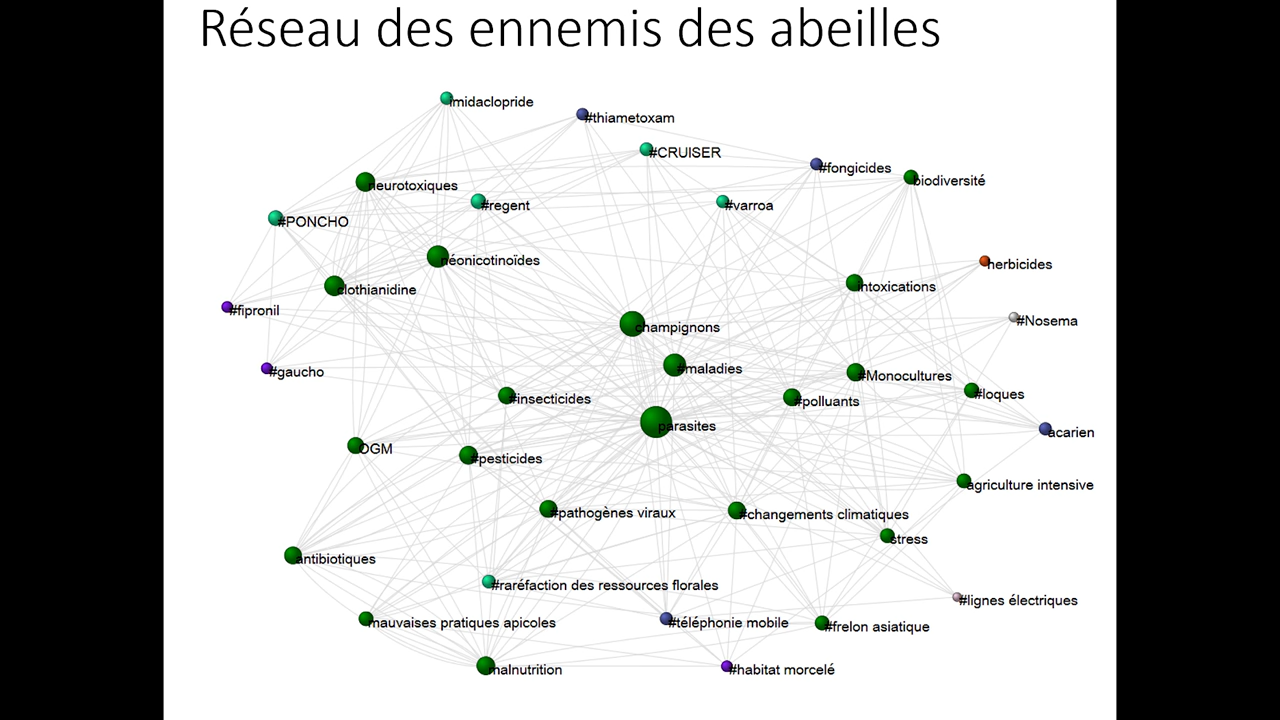 Réseau des ennemis des abeilles
imidaclopride
#thiametoxam
#CRUISER
#fongicides
biodiversité
neurotoxiques
#regent
#varroa
#PONCHO
néonicotinoïdes
herbicides
clothianidine
intoxications
#fipronil
#Nosema
champignons
#maladies
#gaucho
#Monocultures
#loques
#insecticides
#polluants
parasites
acarien
OGM
#pesticides
agriculture intensive
#pathogènes viraux
#changements climatiques
stress
antibiotiques
#raréfaction des ressources florales
#lignes électriques
mauvaises pratiques apicoles
#téléphonie mobile
#frelon asiatique
malnutrition
#habitat morcelé